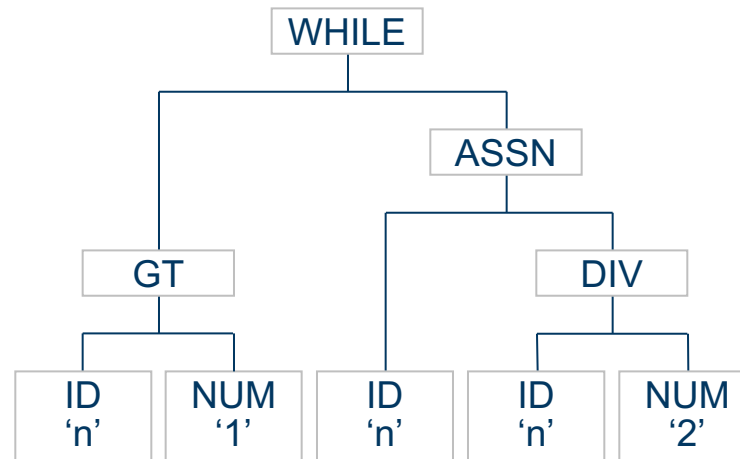 WHILE
ASSN
GT
DIV
ID
‘n’
NUM
‘1’
ID
‘n’
ID
‘n’
NUM
‘2’